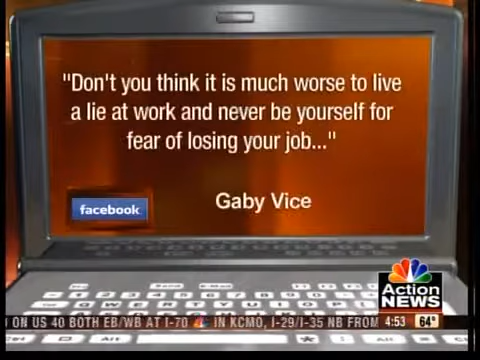 "Don't you think it is much worse to live
a lie at work and never be yourself for
fear of losing your job..."
facebook
Gaby Vice
Action
NEWS
ON US 40 BOTH EB/WB AT I-70 IN KCMO, I-29/I-35 NB FROM
4:53 64°